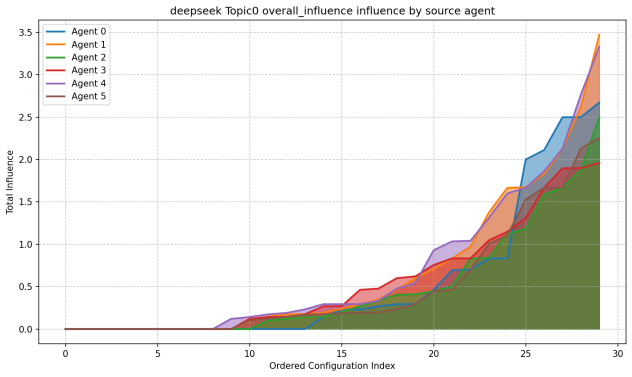 deepseek Topic0 overall_influence influence by source agent
Agent 0
Agent 1
Agent 2
Agent 3
Agent 4
Agent 5
3.5
3.0
2.5
2.0
1.5
1.0
0.5
0.0
Total Influence
0 5 10 15 20 25 30
Ordered Configuration Index